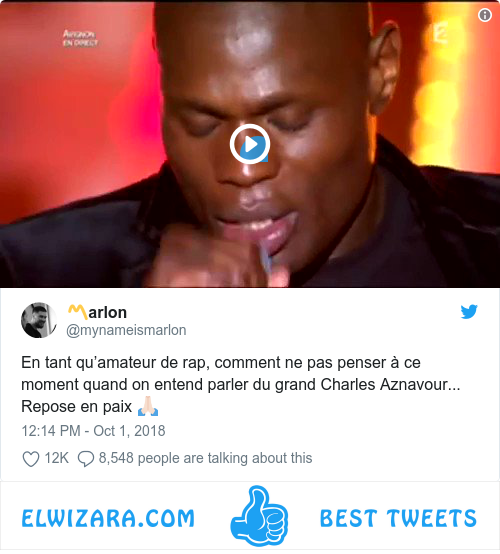 AVIGNON
EN DIRECT
2
〽️arlon
@mynameismarlon
En tant qu’amateur de rap, comment ne pas penser à ce
moment quand on entend parler du grand Charles Aznavour...
Repose en paix 🙏🏻
12:14 PM - Oct 1, 2018
12K 8,548 people are talking about this
ELWIZARA.COM BEST TWEETS